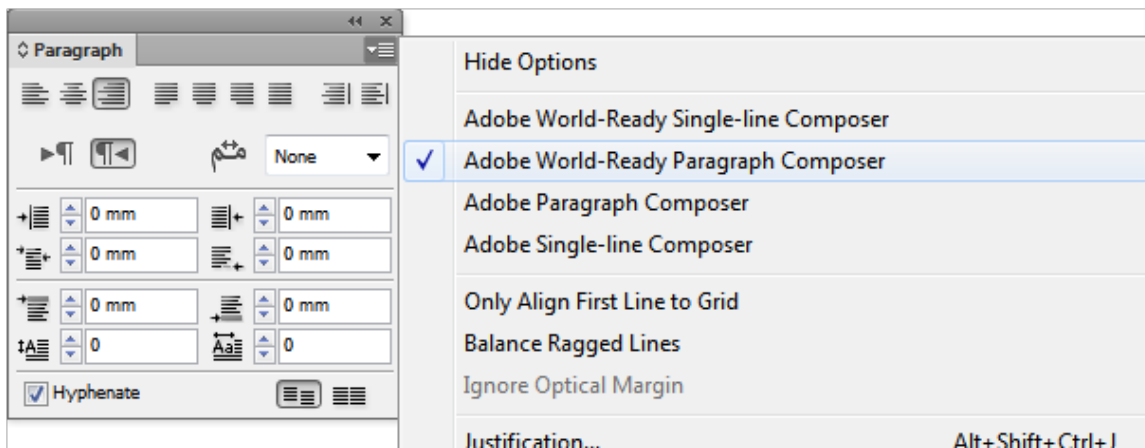 Paragraph
None
0 mm
0 mm
0 mm
0 mm
0 mm
0 mm
0
0
Hyphenate
Hide Options
Adobe World-Ready Single-line Composer
Adobe World-Ready Paragraph Composer
Adobe Paragraph Composer
Adobe Single-line Composer
Only Align First Line to Grid
Balance Ragged Lines
Ignore Optical Margin
Justification... Alt+Shift+Ctrl+J